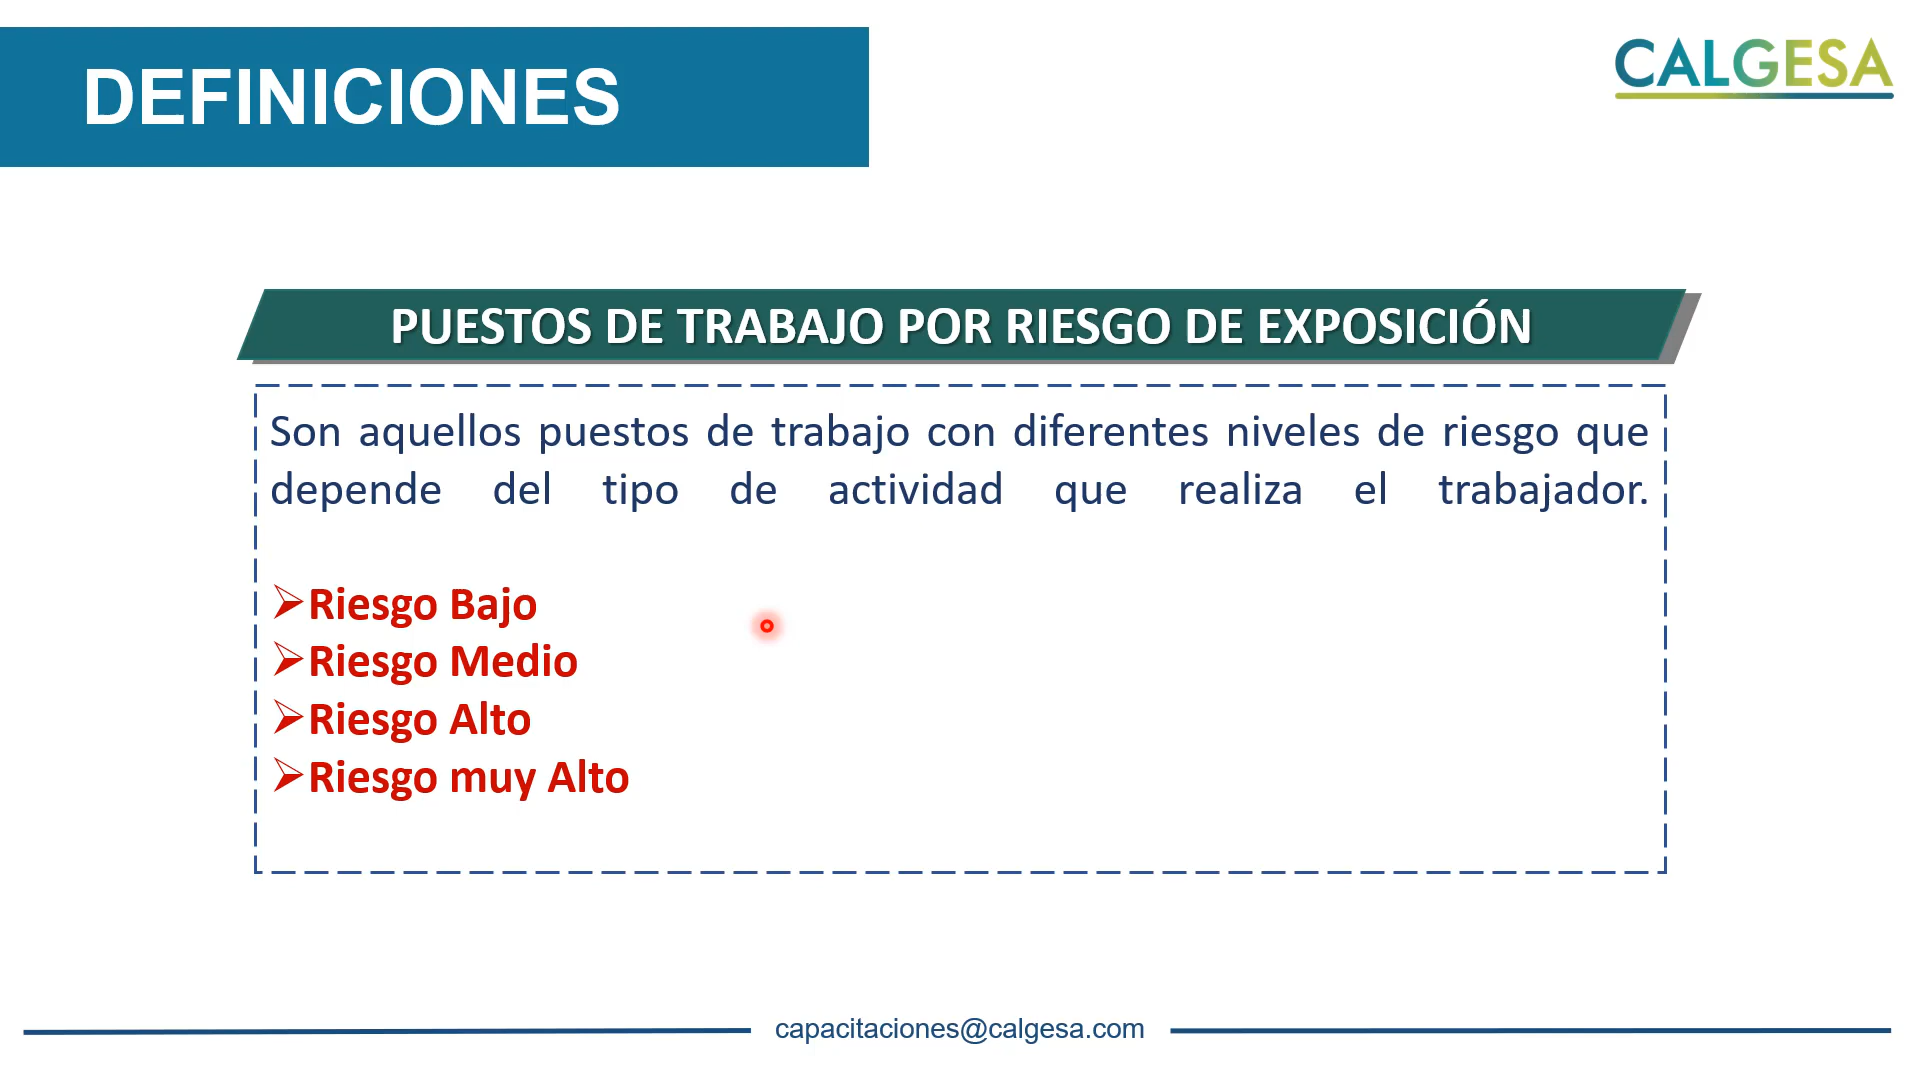 DEFINICIONES
CALGESA
PUESTOS DE TRABAJO POR RIESGO DE EXPOSICIÓN
Son aquellos puestos de trabajo con diferentes niveles de riesgo que
depende del tipo de actividad que realiza el trabajador.
Riesgo Bajo
Riesgo Medio
Riesgo Alto
Riesgo muy Alto
capacitaciones@calgesa.com